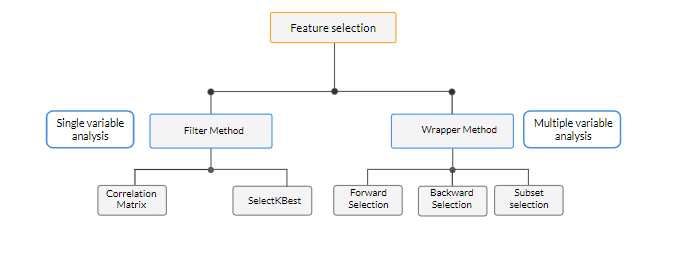 Feature selection
Single variable
analysis
Filter Method
Wrapper Method
Multiple variable
analysis
Correlation
Matrix
SelectKBest
Forward
Selection
Backward
Selection
Subset
selection